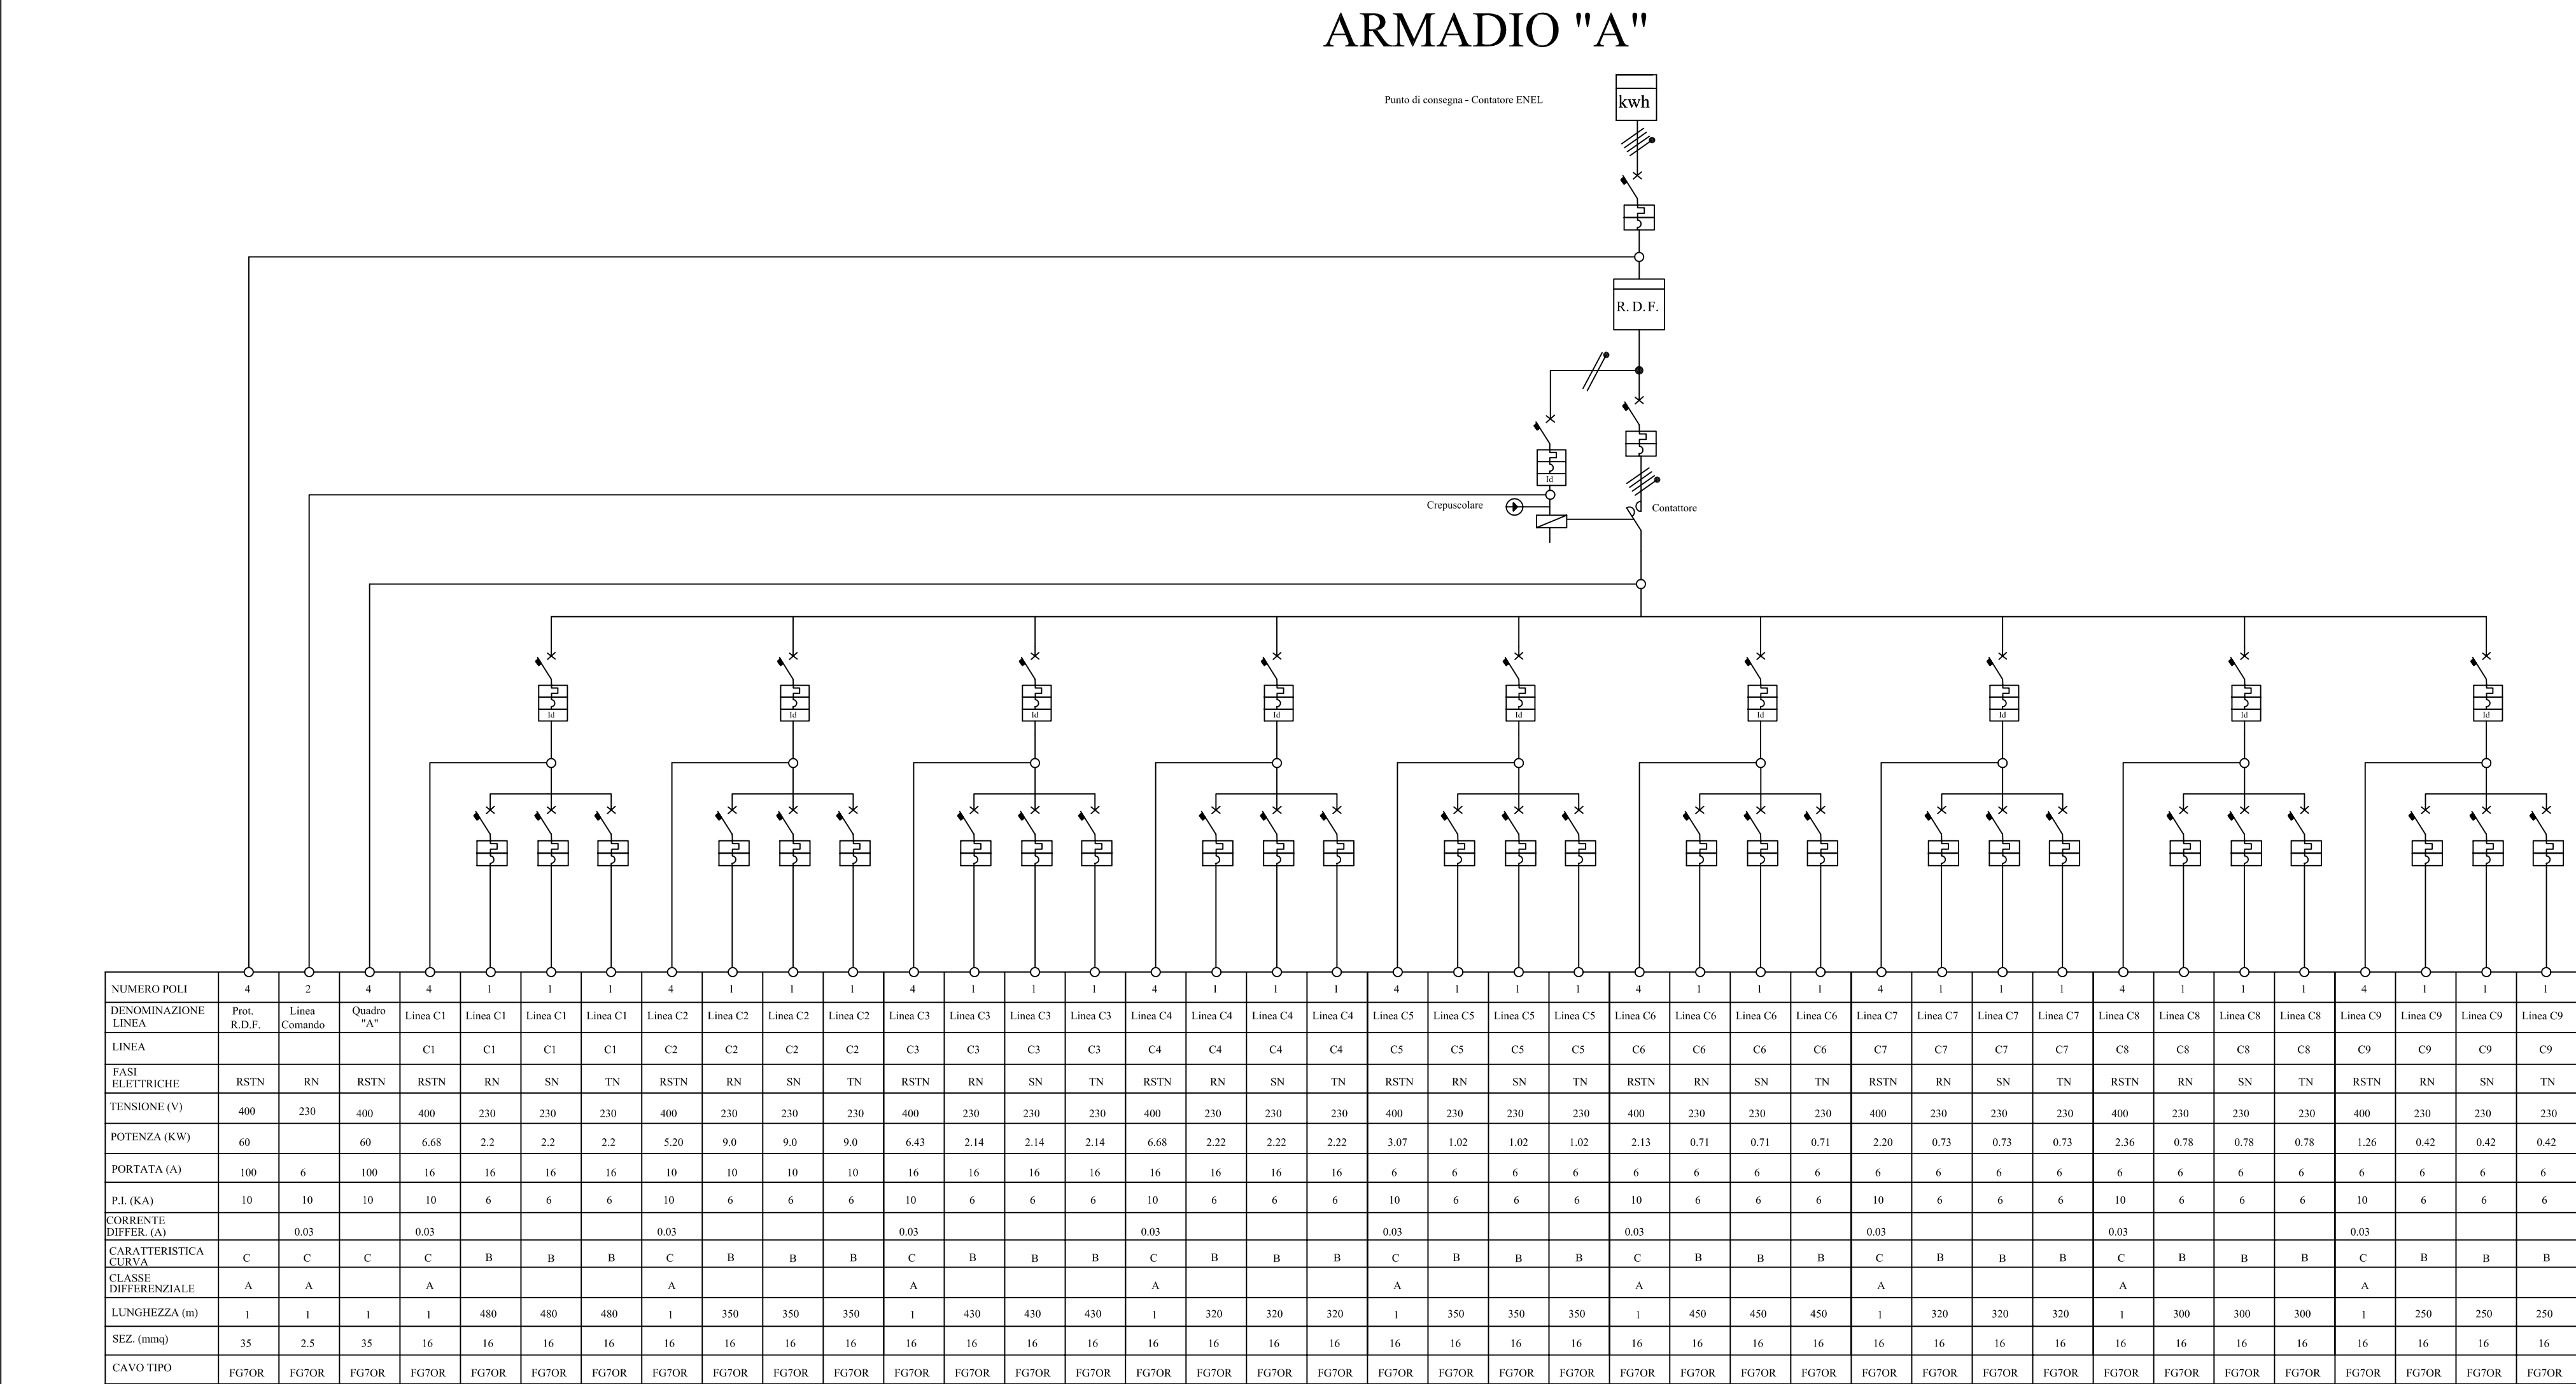 ARMADIO "A"
Punto di consegna - Contatore ENEL
kwh
R. D. F.
Id
Crepuscolare
Contattore
Id Id Id Id Id Id Id Id Id
NUMERO POLI 4 2 4 4 1 1 1 4 1 1 1 4 1 1 1 4 1 1 1 4 1 1 1 4 1 1 1 4 1 1 1 4 1 1 1 4 1 1 1
DENOMINAZIONE LINEA Prot. R.D.F. Linea Comando Quadro "A" Linea C1 Linea C1 Linea C1 Linea C1 Linea C2 Linea C2 Linea C2 Linea C2 Linea C3 Linea C3 Linea C3 Linea C3 Linea C4 Linea C4 Linea C4 Linea C4 Linea C5 Linea C5 Linea C5 Linea C5 Linea C6 Linea C6 Linea C6 Linea C6 Linea C7 Linea C7 Linea C7 Linea C7 Linea C8 Linea C8 Linea C8 Linea C8 Linea C9 Linea C9 Linea C9 Linea C9
LINEA C1 C1 C1 C1 C2 C2 C2 C2 C3 C3 C3 C3 C4 C4 C4 C4 C5 C5 C5 C5 C6 C6 C6 C6 C7 C7 C7 C7 C8 C8 C8 C8 C9 C9 C9 C9
FASI ELETTRICHE RSTN RN RSTN RSTN RN SN TN RSTN RN SN TN RSTN RN SN TN RSTN RN SN TN RSTN RN SN TN RSTN RN SN TN RSTN RN SN TN RSTN RN SN TN RSTN RN SN TN
TENSIONE (V) 400 230 400 400 230 230 230 400 230 230 230 400 230 230 230 400 230 230 230 400 230 230 230 400 230 230 230 400 230 230 230 400 230 230 230 400 230 230 230
POTENZA (KW) 60 60 6.68 2.2 2.2 2.2 5.20 9.0 9.0 9.0 6.43 2.14 2.14 2.14 6.68 2.22 2.22 2.22 3.07 1.02 1.02 1.02 2.13 0.71 0.71 0.71 2.20 0.73 0.73 0.73 2.36 0.78 0.78 0.78 1.26 0.42 0.42 0.42
PORTATA (A) 100 6 100 16 16 16 16 10 10 10 10 16 16 16 16 16 16 16 16 6 6 6 6 6 6 6 6 6 6 6 6 6 6 6 6 6 6 6 6
P.I. (KA) 10 10 10 10 6 6 6 10 6 6 6 10 6 6 6 10 6 6 6 10 6 6 6 10 6 6 6 10 6 6 6 10 6 6 6 10 6 6 6
CORRENTE DIFFER. (A) 0.03 0.03 0.03 0.03 0.03 0.03 0.03 0.03 0.03 0.03
CARATTERISTICA CURVA C C C C B B B C B B B C B B B C B B B C B B B C B B B C B B B C B B B C B B B
CLASSE DIFFERENZIALE A A A A A A A A A A A
LUNGHEZZA (m) 1 1 1 1 480 480 480 1 350 350 350 1 430 430 430 1 320 320 320 1 350 350 350 1 450 450 450 1 320 320 320 1 300 300 300 1 250 250 250
SEZ. (mmq) 35 2.5 35 16 16 16 16 16 16 16 16 16 16 16 16 16 16 16 16 16 16 16 16 16 16 16 16 16 16 16 16 16 16 16 16 16 16 16 16
CAVO TIPO FG7OR FG7OR FG7OR FG7OR FG7OR FG7OR FG7OR FG7OR FG7OR FG7OR FG7OR FG7OR FG7OR FG7OR FG7OR FG7OR FG7OR FG7OR FG7OR FG7OR FG7OR FG7OR FG7OR FG7OR FG7OR FG7OR FG7OR FG7OR FG7OR FG7OR FG7OR FG7OR FG7OR FG7OR FG7OR FG7OR FG7OR FG7OR FG7OR